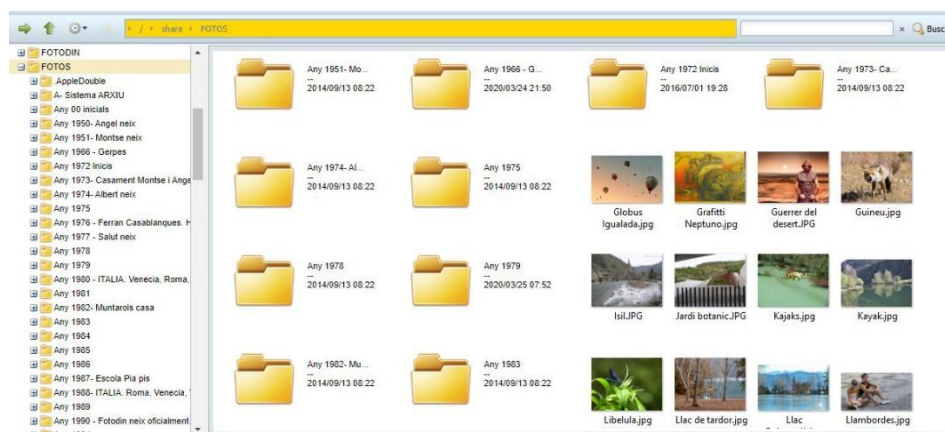 / share FOTOS
× Busc
FOTODIN
FOTOS
.AppleDouble
A- Sistema ARXIU
Any 00 inicials
Any 1950- Angel neix
Any 1951- Montse neix
Any 1966 - Gerpes
Any 1972 Inicis
Any 1973- Casament Montse i Ange
Any 1974- Albert neix
Any 1975
Any 1976 - Ferran Casablanques. H
Any 1977 - Salut neix
Any 1978
Any 1979
Any 1980 - ITALIA. Venecia, Roma,
Any 1981
Any 1982- Muntarols casa
Any 1983
Any 1984
Any 1985
Any 1986
Any 1987- Escola Pia pis
Any 1988- ITALIA. Roma, Venecia,
Any 1989
Any 1990 - Fotodin neix oficialment
Any 1951- Mo...
--
2014/09/13 08:22
Any 1966 - G...
--
2020/03/24 21:50
Any 1972 Inicis
--
2016/07/01 19:28
Any 1973- Ca...
--
2014/09/13 08:22
Any 1974- Al...
--
2014/09/13 08:22
Any 1975
--
2014/09/13 08:22
Globus
Igualada.jpg
Grafitti
Neptuno.jpg
Guerrer del
desert.JPG
Guineu.jpg
Any 1978
--
2014/09/13 08:22
Any 1979
--
2020/03/25 07:52
Isil.JPG
Jardi botanic.JPG
Kajaks.jpg
Kayak.jpg
Any 1982- Mu...
--
2014/09/13 08:22
Any 1983
--
2014/09/13 08:22
Libelula.jpg
Llac de tardor.jpg
Llac
Llambordes.jpg